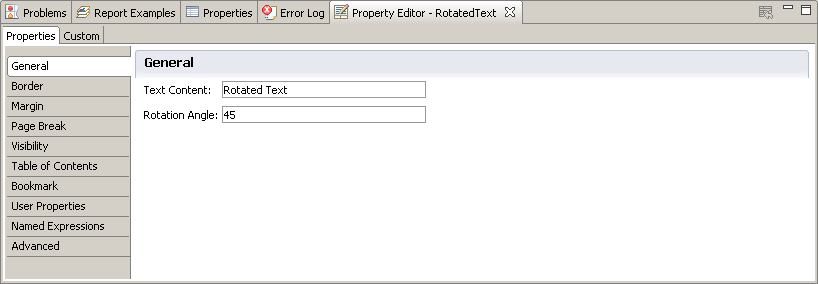 Problems Report Examples Properties Error Log Property Editor - RotatedText
Properties Custom
General
Border
Margin
Page Break
Visibility
Table of Contents
Bookmark
User Properties
Named Expressions
Advanced
General
Text Content: Rotated Text
Rotation Angle: 45